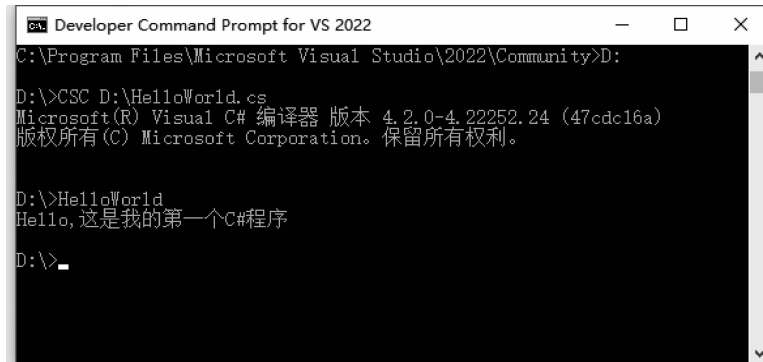 Developer Command Prompt for VS 2022
C:\Program Files\Microsoft Visual Studio\2022\Community>D:
D:\>CSC D:\HelloWorld.cs
Microsoft(R) Visual C# 编译器 版本 4.2.0-4.22252.24 (47cdc16a)
版权所有(C) Microsoft Corporation。保留所有权利。
D:\>HelloWorld
Hello,这是我的第一个C#程序
D:\>